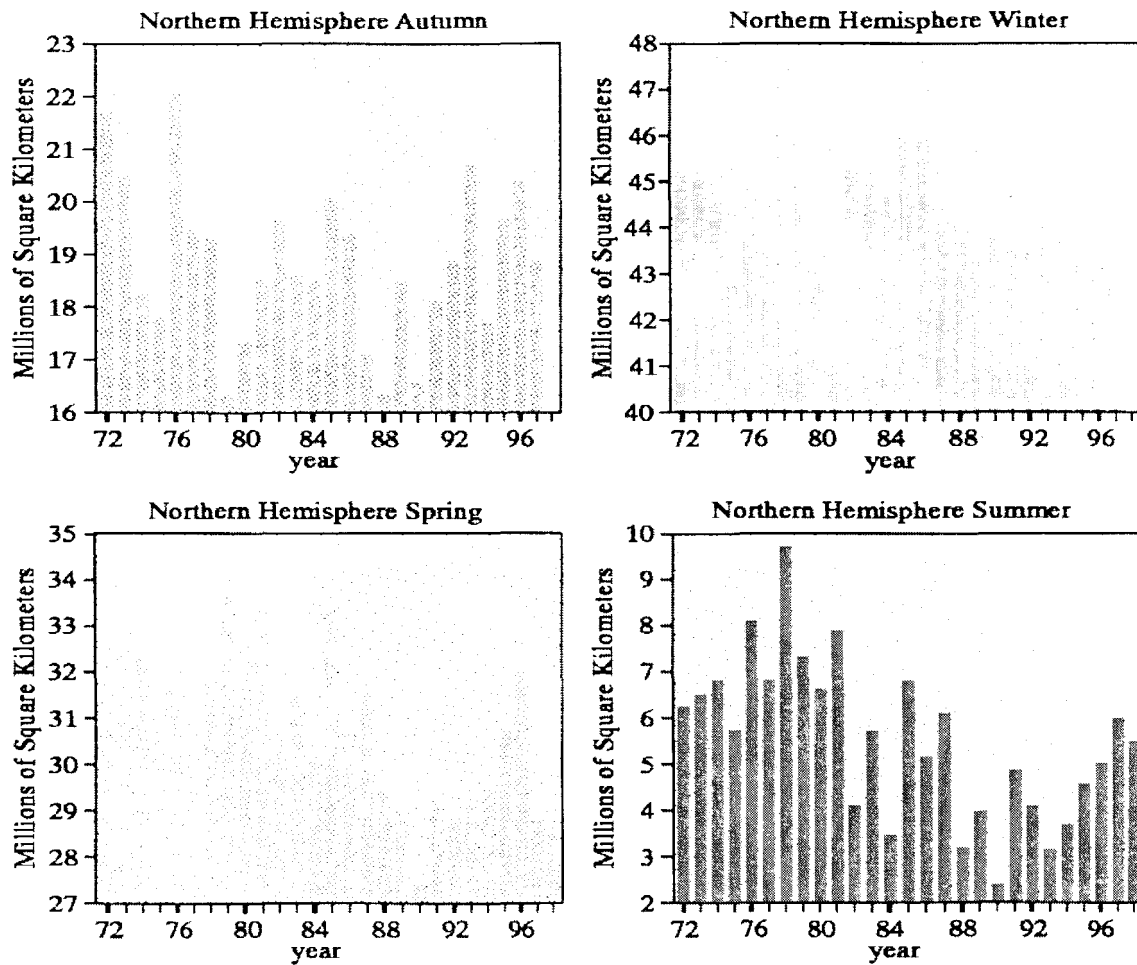 Northern Hemisphere Autumn
Millions of Square Kilometers
23
22
21
20
19
18
17
16
72 76 80 84 88 92 96
year
Northern Hemisphere Winter
Millions of Square Kilometers
48
47
46
45
44
43
42
41
40
72 76 80 84 88 92 96
year
Northern Hemisphere Spring
Millions of Square Kilometers
35
34
33
32
31
30
29
28
27
72 76 80 84 88 92 96
year
Northern Hemisphere Summer
Millions of Square Kilometers
10
9
8
7
6
5
4
3
2
72 76 80 84 88 92 96
year